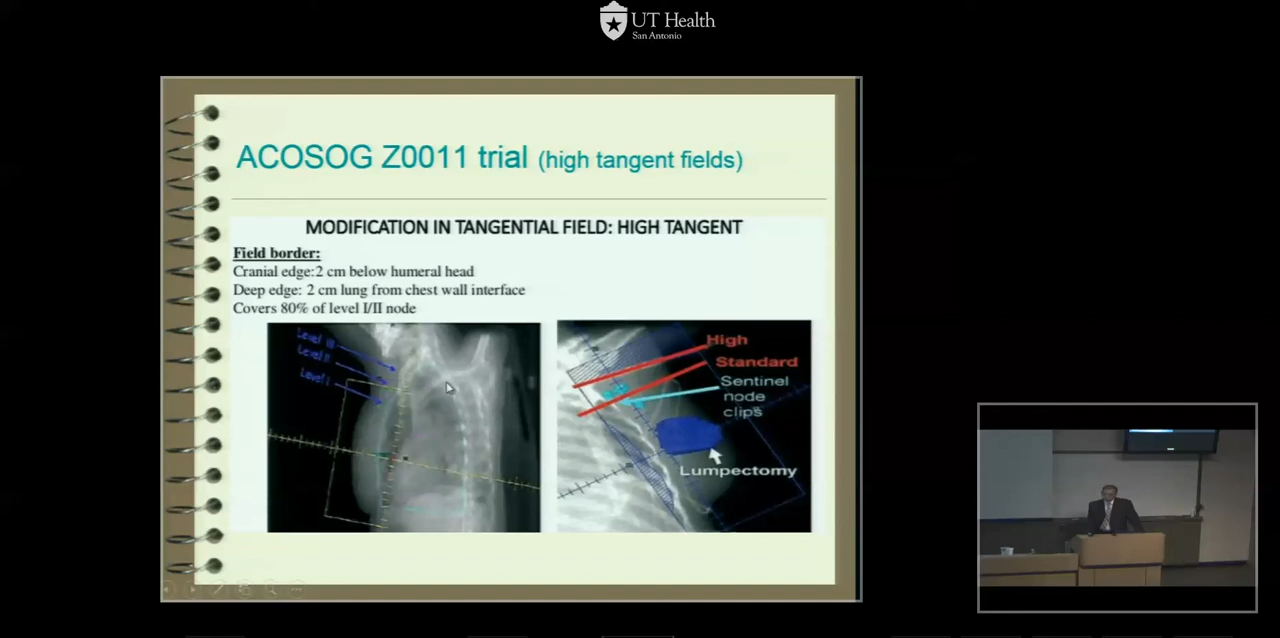 UT Health
San Antonio
ACOSOG Z0011 trial (high tangent fields)
MODIFICATION IN TANGENTIAL FIELD: HIGH TANGENT
Field border:
Cranial edge:2 cm below humeral head
Deep edge: 2 cm lung from chest wall interface
Covers 80% of level I/II node
Level III
Level II
Level I
High
Standard
Sentinel
node
clips
Lumpectomy